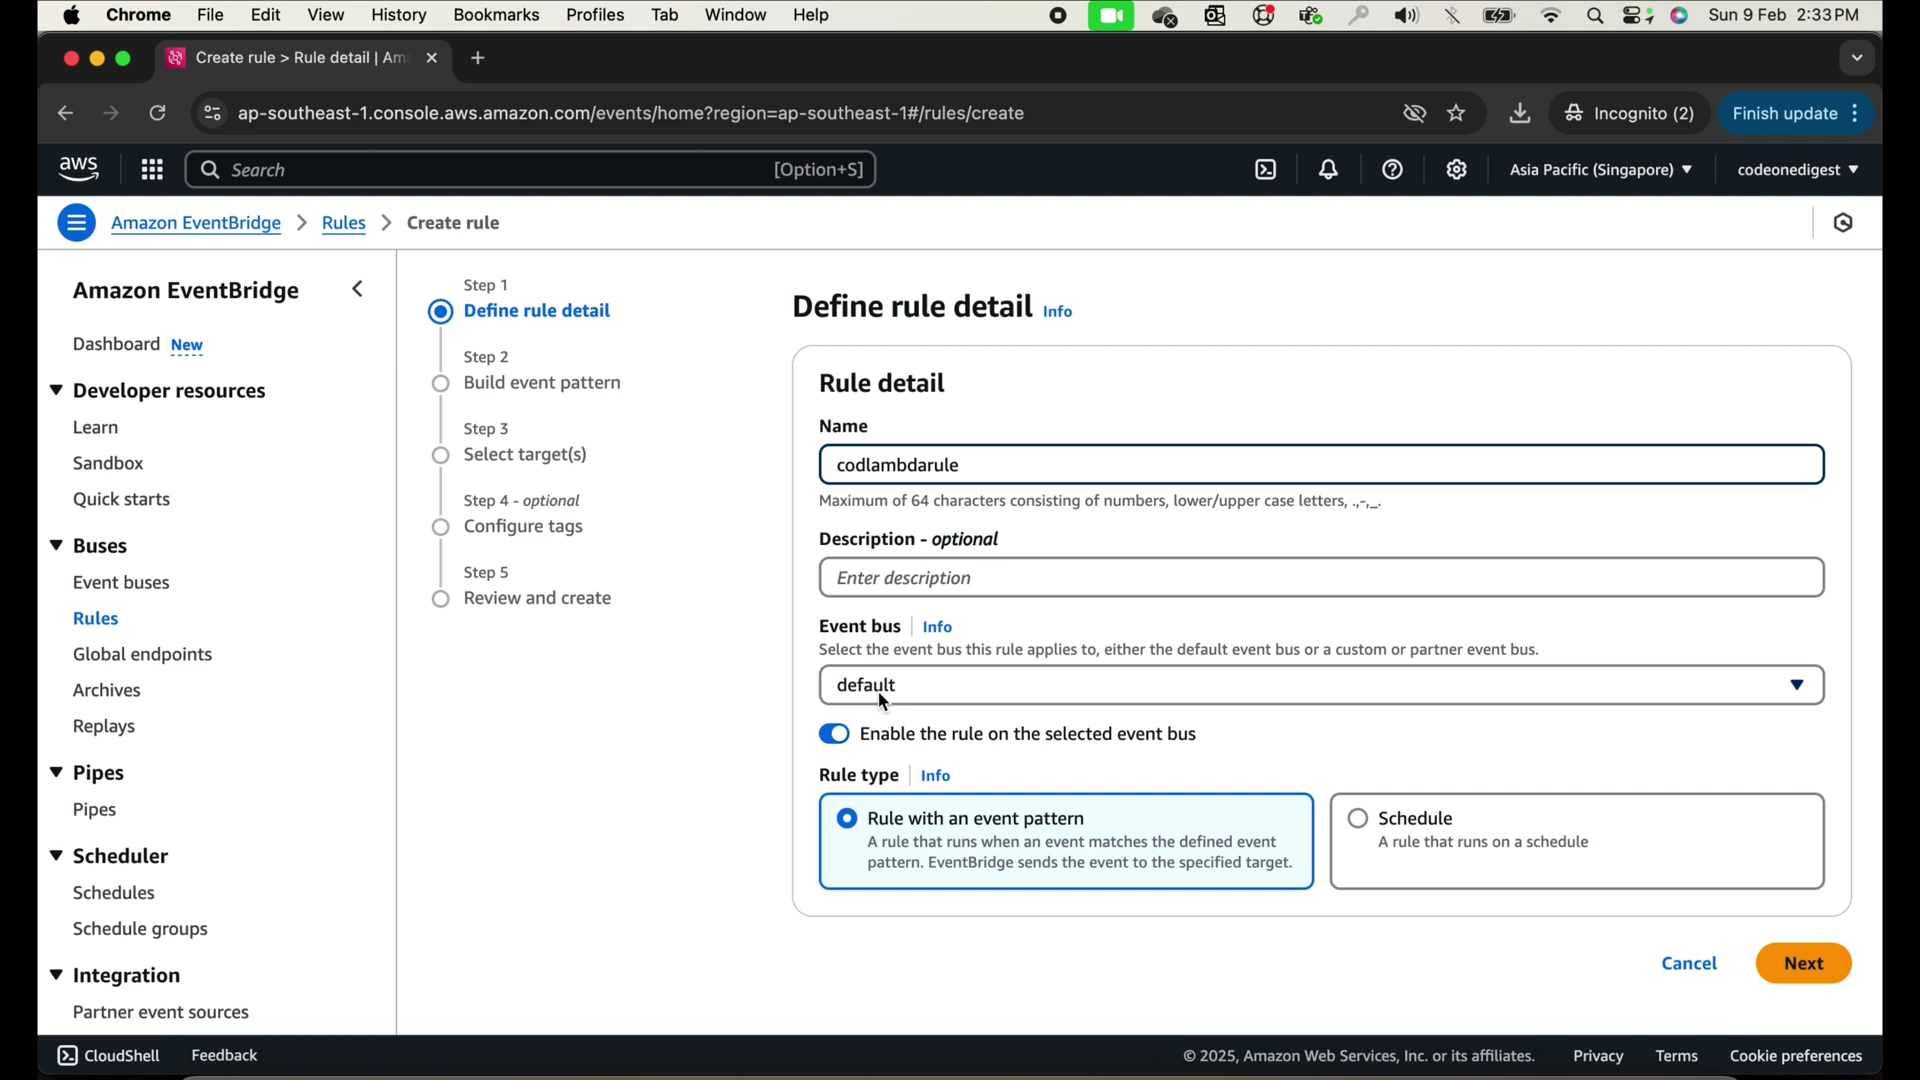 Chrome File Edit View History Bookmarks Profiles Tab Window Help Sun 9 Feb 2:33 PM
Create rule > Rule detail | Ama
ap-southeast-1.console.aws.amazon.com/events/home?region=ap-southeast-1#/rules/create Incognito (2) Finish update
aws Search [Option+S] Asia Pacific (Singapore) codeonedigest
Amazon EventBridge Rules Create rule
Amazon EventBridge
Dashboard New
Developer resources
Learn
Sandbox
Quick starts
Buses
Event buses
Rules
Global endpoints
Archives
Replays
Pipes
Pipes
Scheduler
Schedules
Schedule groups
Integration
Partner event sources
Step 1
Define rule detail
Step 2
Build event pattern
Step 3
Select target(s)
Step 4 - optional
Configure tags
Step 5
Review and create
Define rule detail Info
Rule detail
Name
codlambdarule
Maximum of 64 characters consisting of numbers, lower/upper case letters, .,-,_.
Description - optional
Enter description
Event bus Info
Select the event bus this rule applies to, either the default event bus or a custom or partner event bus.
default
Enable the rule on the selected event bus
Rule type Info
Rule with an event pattern
A rule that runs when an event matches the defined event
pattern. EventBridge sends the event to the specified target.
Schedule
A rule that runs on a schedule
Cancel Next
CloudShell Feedback © 2025, Amazon Web Services, Inc. or its affiliates. Privacy Terms Cookie preferences